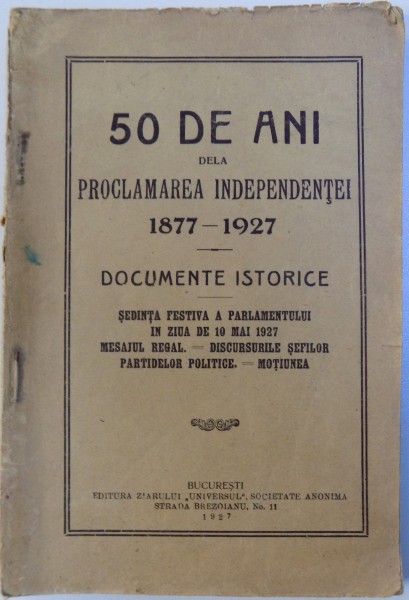 50 DE ANI
DELA
PROCLAMAREA INDEPENDENŢEI
1877 — 1927
DOCUMENTE ISTORICE
ŞEDINŢA FESTIVA A PARLAMENTULUI
IN ZIUA DE 10 MAI 1927
MESAJUL REGAL. — DISCURSURILE ŞEFILOR
PARTIDELOR POLITICE. — MOŢIUNEA
BUCUREŞTI
EDITURA ZIARULUI „UNIVERSUL”, SOCIETATE ANONIMA
STRADA BREZOIANU, No. 11
1927